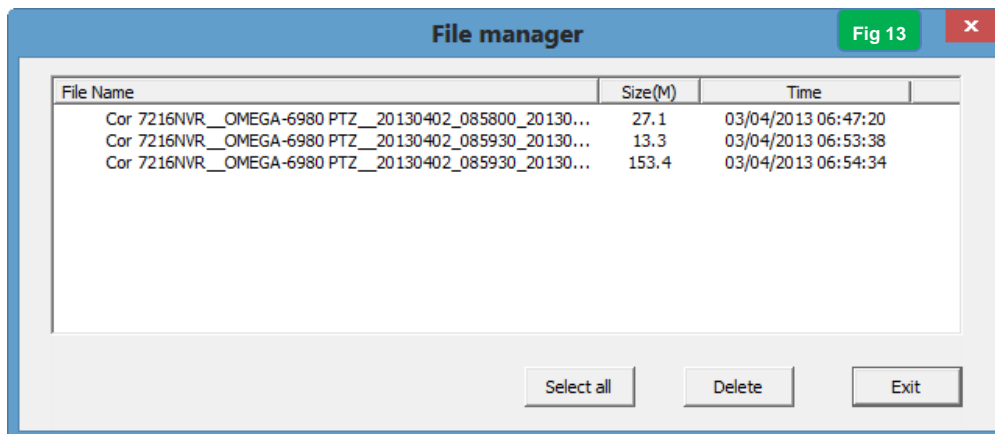 File manager Fig 13
File Name Size(M) Time
Cor 7216NVR__OMEGA-6980 PTZ__20130402_085800_20130... 27.1 03/04/2013 06:47:20
Cor 7216NVR__OMEGA-6980 PTZ__20130402_085930_20130... 13.3 03/04/2013 06:53:38
Cor 7216NVR__OMEGA-6980 PTZ__20130402_085930_20130... 153.4 03/04/2013 06:54:34
Select all Delete Exit